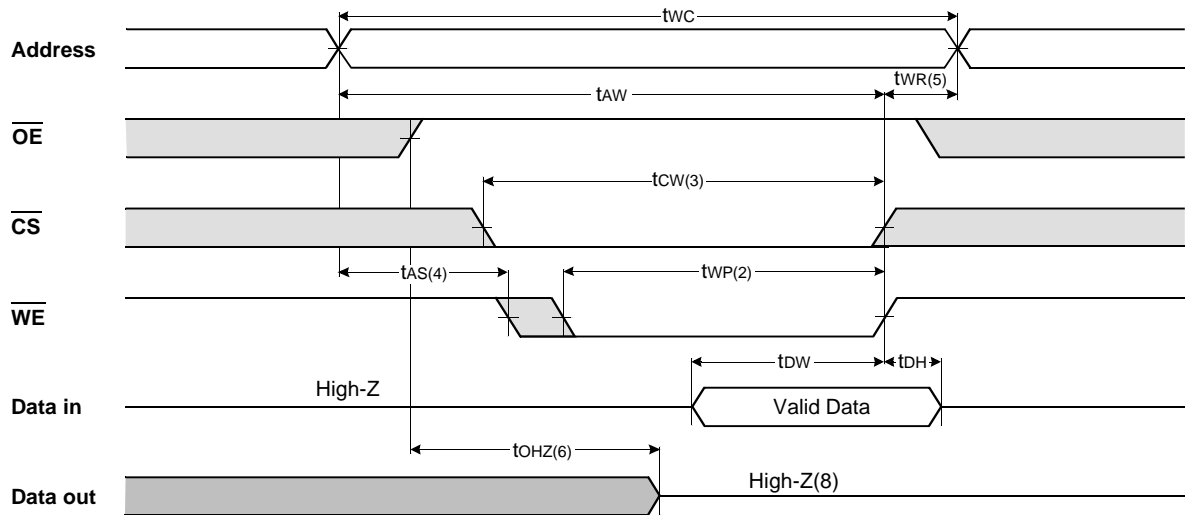 tWC
Address
tWR(5)
tAW
OE
tCW(3)
CS
tAS(4)
tWP(2)
WE
tDW
tDH
High-Z
Data in
Valid Data
tOHZ(6)
High-Z(8)
Data out